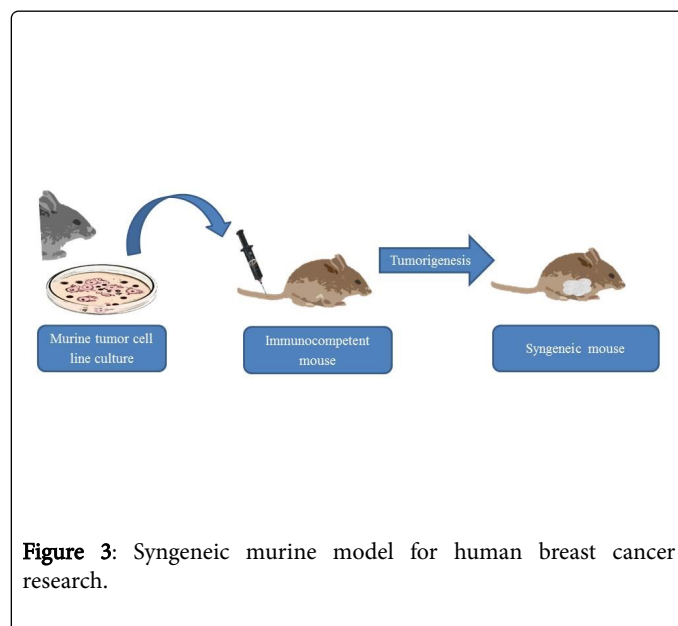 Murine tumor cell
line culture
Immunocompetent
mouse
Tumorigenesis
Syngeneic mouse
Figure 3: Syngeneic murine model for human breast cancer
research.